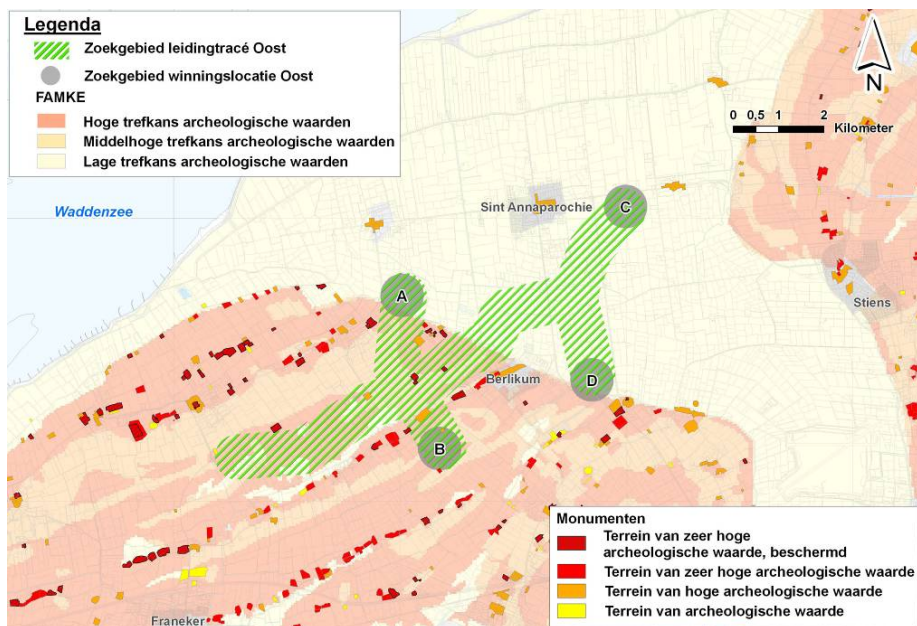 Legenda
Zoekgebied leidingtracé Oost
Zoekgebied winningslocatie Oost
FAMKE
Hoge trefkans archeologische waarden
Middelhoge trefkans archeologische waarden
Lage trefkans archeologische waarden
N
0 0,5 1 2
Kilometer
Waddenzee
Sint Annaparochie
C
A
Stiens
Berlikum
D
B
Franeker
Monumenten
Terrein van zeer hoge
archeologische waarde, beschermd
Terrein van zeer hoge archeologische waarde
Terrein van hoge archeologische waarde
Terrein van archeologische waarde